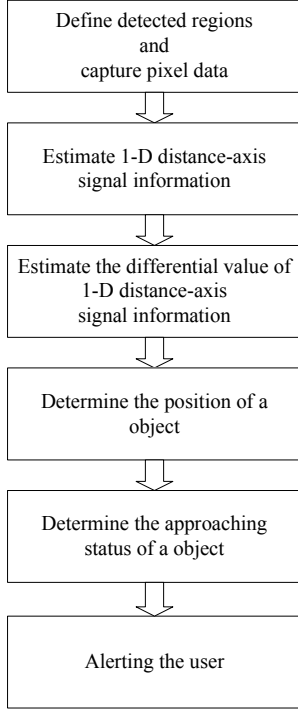 Define detected regions
and
capture pixel data
Estimate 1-D distance-axis
signal information
Estimate the differential value of
1-D distance-axis
signal information
Determine the position of a
object
Determine the approaching
status of a object
Alerting the user